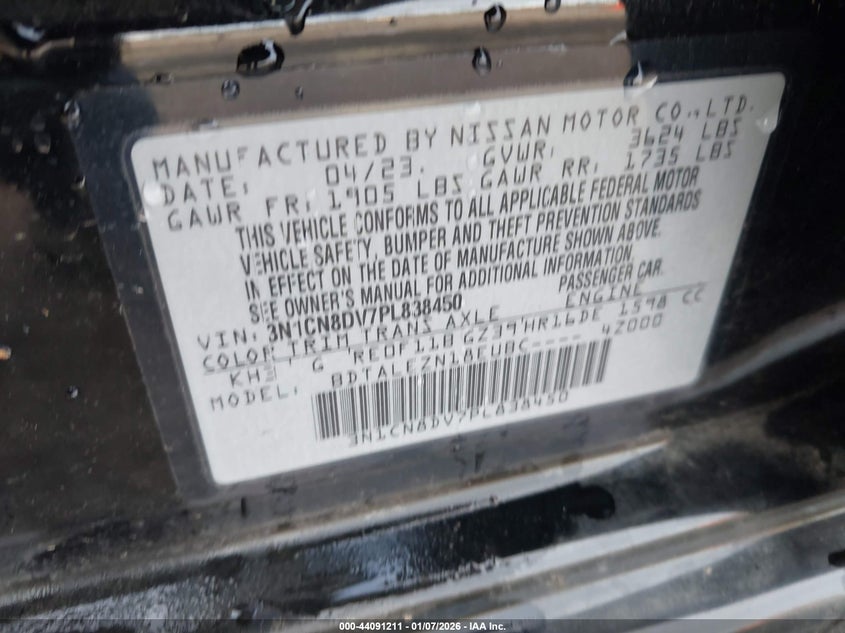 MANUFACTURED BY NISSAN MOTOR CO.,LTD.
DATE: 04/23. GVWR: 3624 LBS
GAWR FR: 1905 LBS GAWR RR: 1735 LBS
THIS VEHICLE CONFORMS TO ALL APPLICABLE FEDERAL MOTOR
VEHICLE SAFETY, BUMPER AND THEFT PREVENTION STANDARDS
IN EFFECT ON THE DATE OF MANUFACTURE SHOWN ABOVE.
SEE OWNER'S MANUAL FOR ADDITIONAL INFORMATION.
VIN: 3N1CN8DV7PL838450 PASSENGER CAR
COLOR TRIM TRANS AXLE ENGINE
KH3 G RE0F11B GZ39 HR16DE 1598 CC
MODEL: BDTALEZN18EUBC---- 4Z000
3N1CN8DV7PL838450
000-44091211 - 01/07/2026 - IAA Inc.